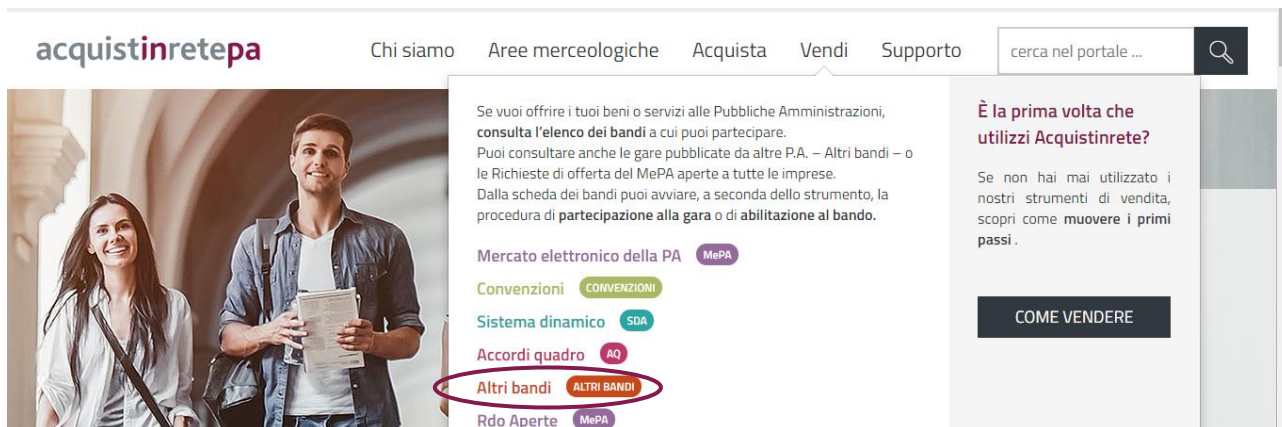 acquistinretepa
Chi siamo Aree merceologiche Acquista Vendi Supporto
cerca nel portale ...
Se vuoi offrire i tuoi beni o servizi alle Pubbliche Amministrazioni,
consulta l'elenco dei bandi a cui puoi partecipare.
Puoi consultare anche le gare pubblicate da altre P.A. – Altri bandi – o
le Richieste di offerta del MePA aperte a tutte le imprese.
Dalla scheda dei bandi puoi avviare, a seconda dello strumento, la
procedura di partecipazione alla gara o di abilitazione al bando.
Mercato elettronico della PA MePA
Convenzioni CONVENZIONI
Sistema dinamico SDA
Accordi quadro AQ
Altri bandi ALTRI BANDI
Rdo Aperte MePA
È la prima volta che
utilizzi Acquistinrete?
Se non hai mai utilizzato i
nostri strumenti di vendita,
scopri come muovere i primi
passi .
COME VENDERE